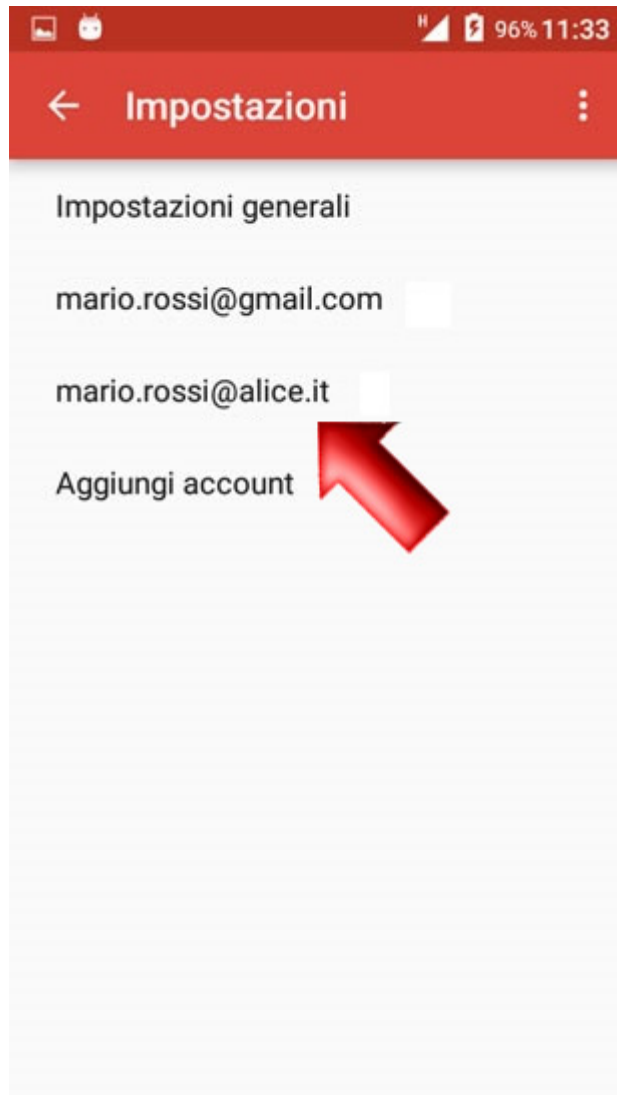 H 96% 11:33
Impostazioni
Impostazioni generali
mario.rossi@gmail.com
mario.rossi@alice.it
Aggiungi account